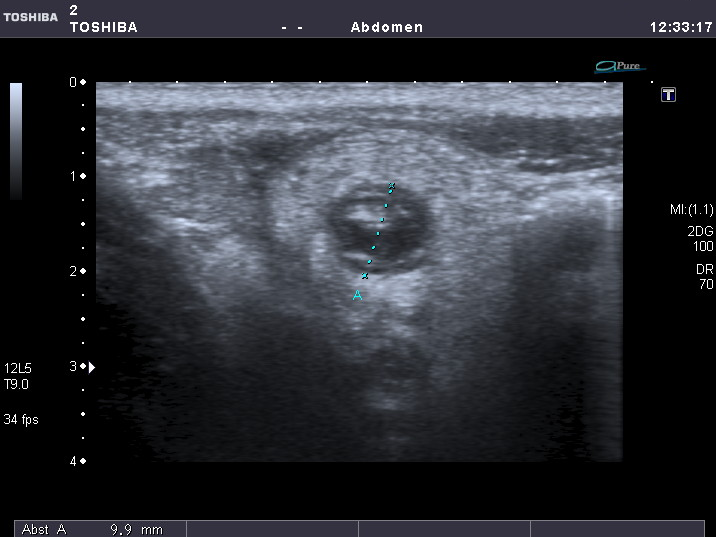 TOSHIBA
2
TOSHIBA - - Abdomen 12:33:17
aPure
T
0
1
MI:(1.1)
2DG
100
DR
70
2
A
3
12L5
T9.0
34 fps
4
Abst A 9.9 mm